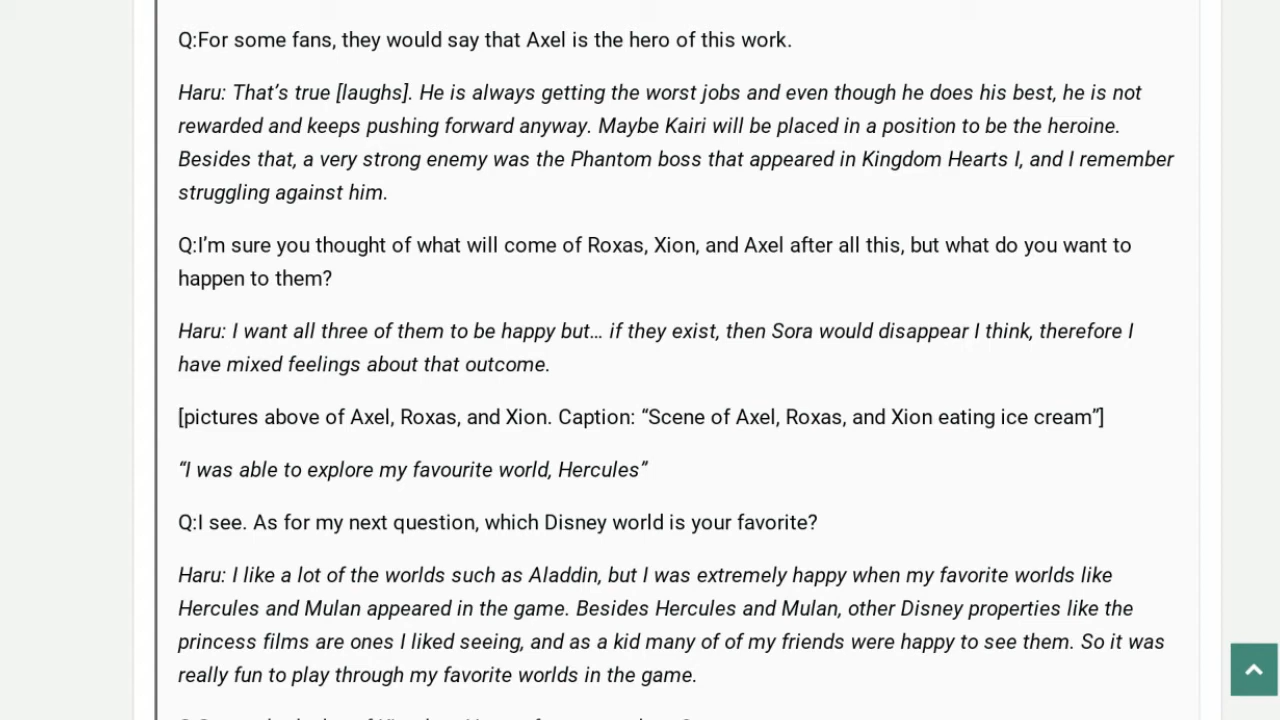 Q:For some fans, they would say that Axel is the hero of this work.
Haru: That’s true [laughs]. He is always getting the worst jobs and even though he does his best, he is not
rewarded and keeps pushing forward anyway. Maybe Kairi will be placed in a position to be the heroine.
Besides that, a very strong enemy was the Phantom boss that appeared in Kingdom Hearts I, and I remember
struggling against him.
Q:I’m sure you thought of what will come of Roxas, Xion, and Axel after all this, but what do you want to
happen to them?
Haru: I want all three of them to be happy but… if they exist, then Sora would disappear I think, therefore I
have mixed feelings about that outcome.
[pictures above of Axel, Roxas, and Xion. Caption: “Scene of Axel, Roxas, and Xion eating ice cream”]
“I was able to explore my favourite world, Hercules”
Q:I see. As for my next question, which Disney world is your favorite?
Haru: I like a lot of the worlds such as Aladdin, but I was extremely happy when my favorite worlds like
Hercules and Mulan appeared in the game. Besides Hercules and Mulan, other Disney properties like the
princess films are ones I liked seeing, and as a kid many of of my friends were happy to see them. So it was
really fun to play through my favorite worlds in the game.